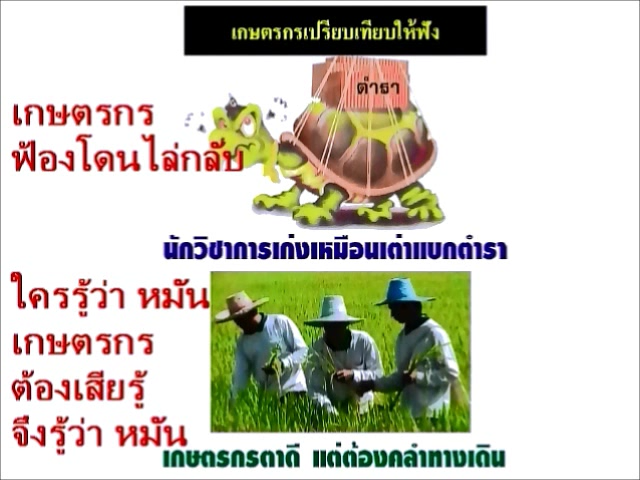 เกษตรกรเปรียบเทียบให้ฟัง
ตำรา
เกษตรกร
ฟ้องโดนไล่กลับ
นักวิชาการเก่งเหมือนเต่าแบกตำรา
ใครรู้ว่า หมัน
เกษตรกร
ต้องเสียรู้
จึงรู้ว่า หมัน
เกษตรกรตาดี แต่ต้องคลำทางเดิน